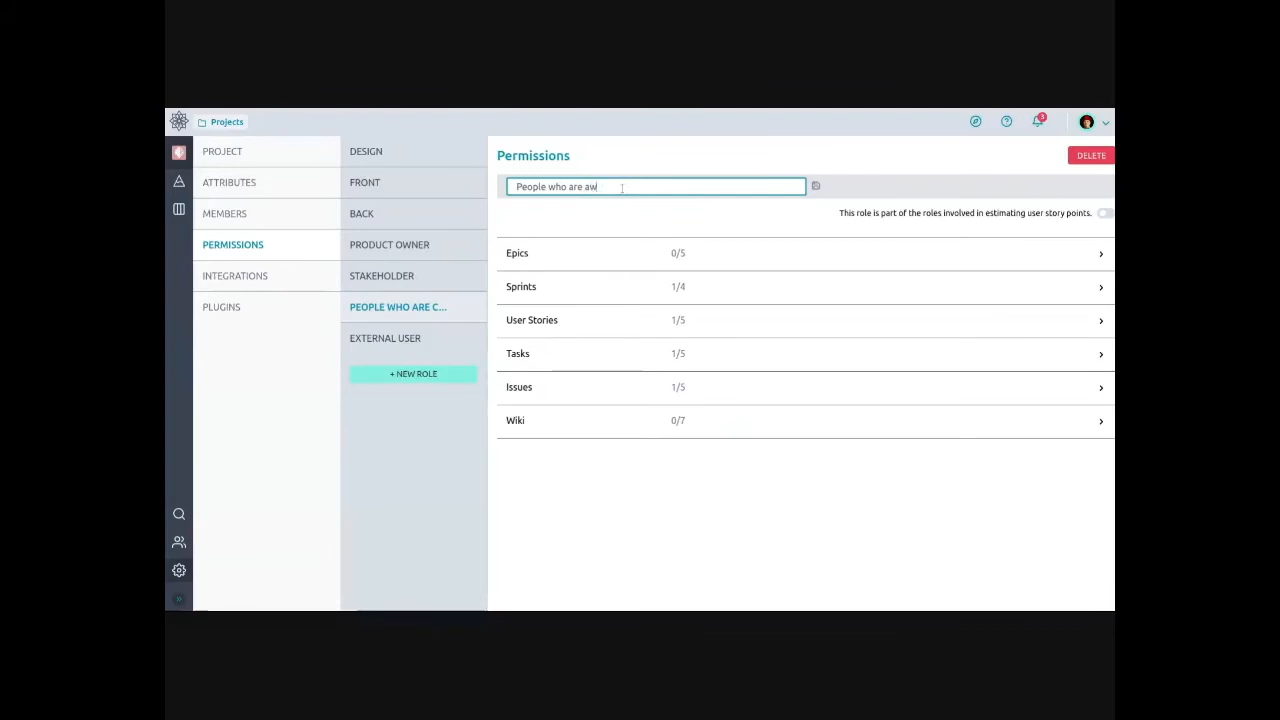 Projects
3
PROJECT
ATTRIBUTES
MEMBERS
PERMISSIONS
INTEGRATIONS
PLUGINS
DESIGN
FRONT
BACK
PRODUCT OWNER
STAKEHOLDER
PEOPLE WHO ARE C...
EXTERNAL USER
+ NEW ROLE
Permissions
DELETE
People who are aw
This role is part of the roles involved in estimating user story points.
Epics 0/5
Sprints 1/4
User Stories 1/5
Tasks 1/5
Issues 1/5
Wiki 0/7